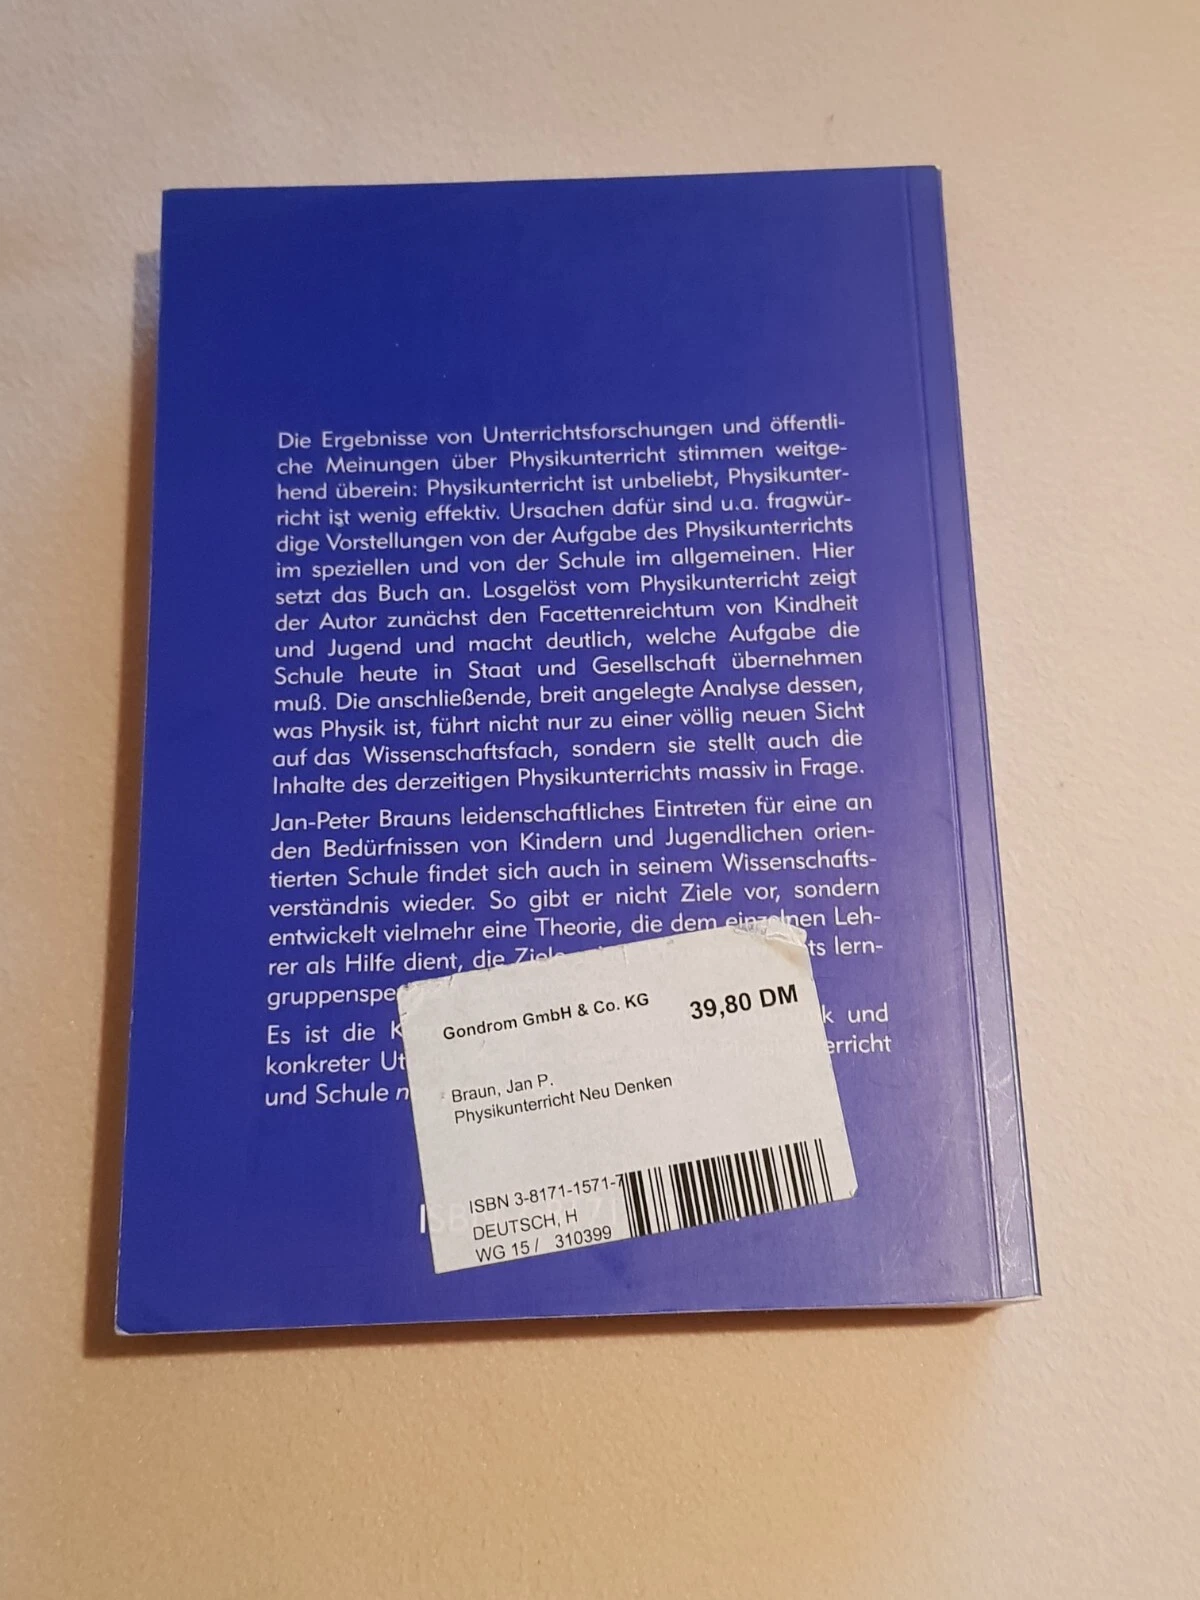 Die Ergebnisse von Unterrichtsforschungen und öffentli-
che Meinungen über Physikunterricht stimmen weitge-
hend überein: Physikunterricht ist unbeliebt, Physikunter-
richt ist wenig effektiv. Ursachen dafür sind u.a. fragwür-
dige Vorstellungen von der Aufgabe des Physikunterrichts
im speziellen und von der Schule im allgemeinen. Hier
setzt das Buch an. Losgelöst vom Physikunterricht zeigt
der Autor zunächst den Facettenreichtum von Kindheit
und Jugend und macht deutlich, welche Aufgabe die
Schule heute in Staat und Gesellschaft übernehmen
muß. Die anschließende, breit angelegte Analyse dessen,
was Physik ist, führt nicht nur zu einer völlig neuen Sicht
auf das Wissenschaftsfach, sondern sie stellt auch die
Inhalte des derzeitigen Physikunterrichts massiv in Frage.
Jan-Peter Brauns leidenschaftliches Eintreten für eine an
den Bedürfnissen von Kindern und Jugendlichen orien-
tierten Schule findet sich auch in seinem Wissenschafts-
verständnis wieder. So gibt er nicht Ziele vor, sondern
entwickelt vielmehr eine Theorie, die dem einzelnen Leh-
rer als Hilfe dient, die lern-
Es ist die und
konkreter
und Schule
Gondrom GmbH & Co. KG 39,80 DM
Braun, Jan P.
Physikunterricht Neu Denken
ISBN 3-8171-1571-7
DEUTSCH, H
WG 15 / 310399